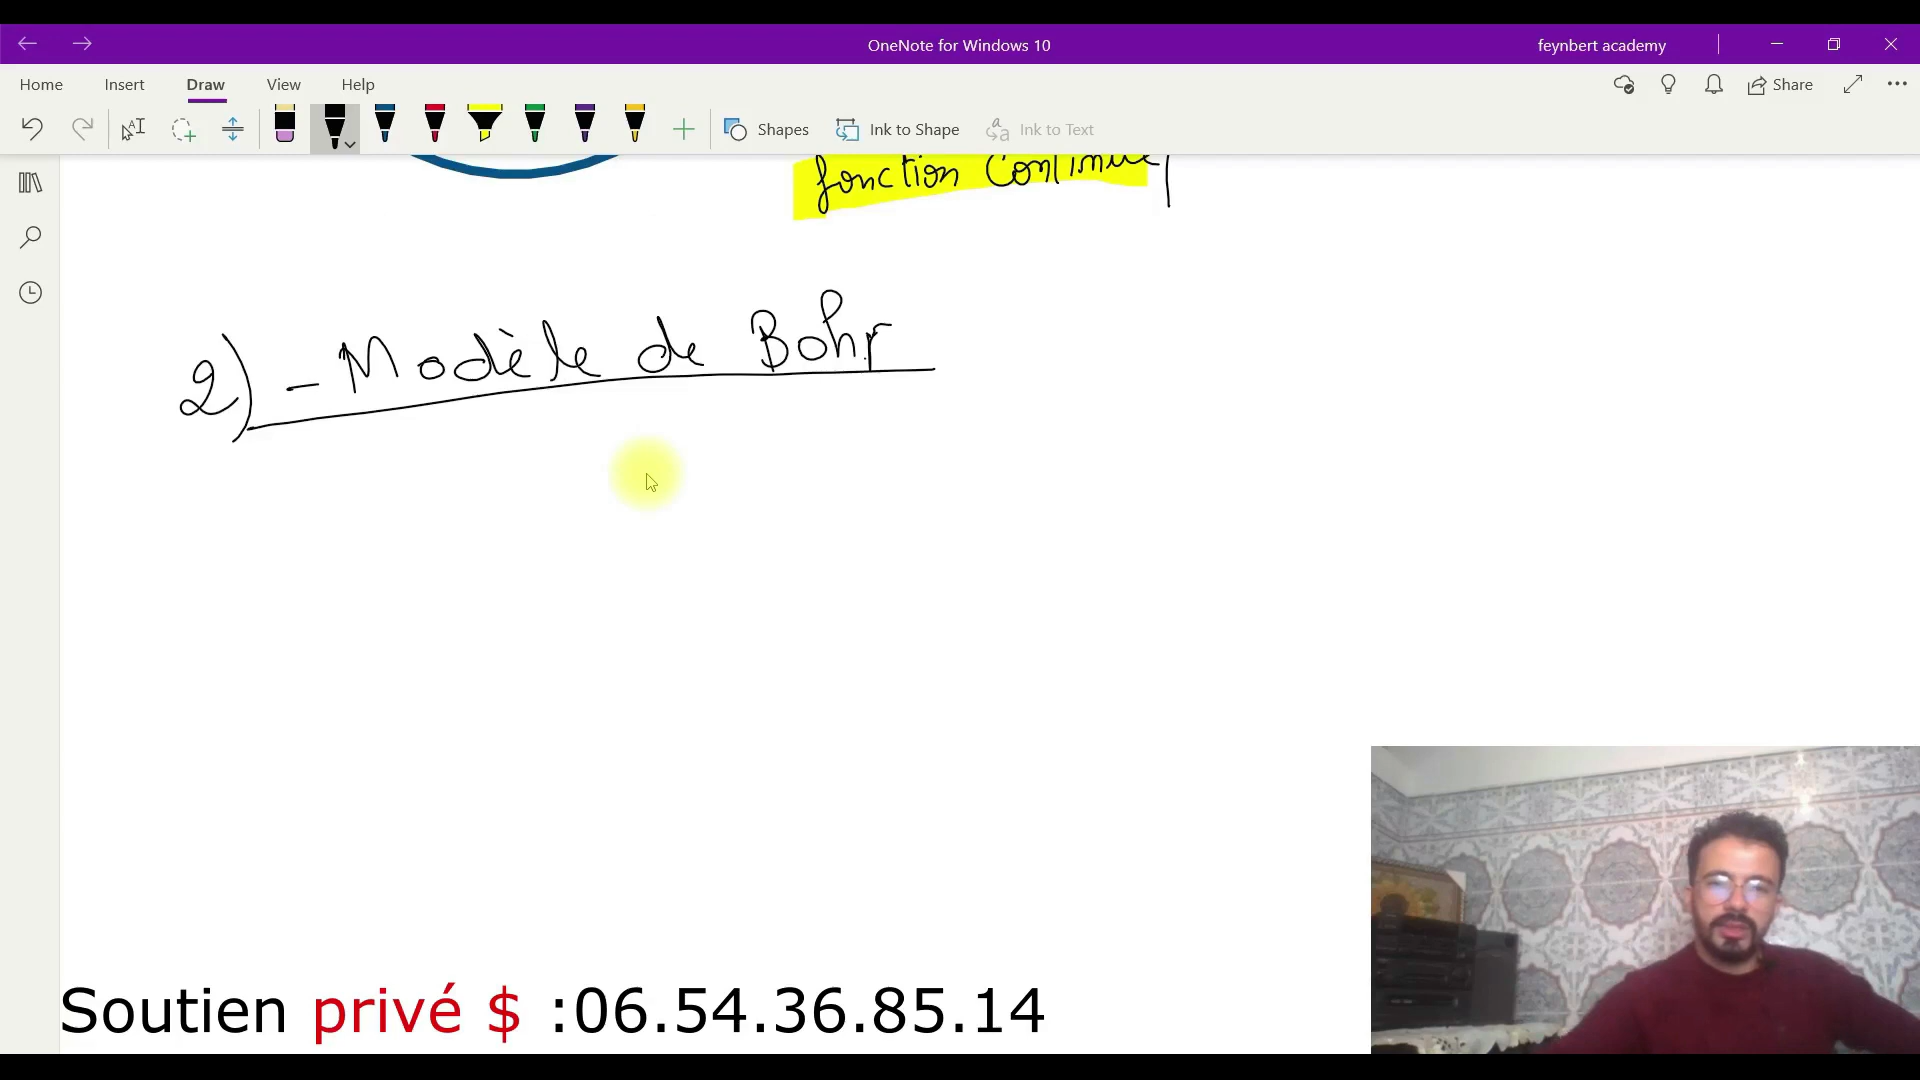 OneNote for Windows 10
feynbert academy
Home Insert Draw View Help
Share
Shapes Ink to Shape Ink to Text
fonction Continue
2) - Modèle de Bohr
Soutien privé $ :06.54.36.85.14